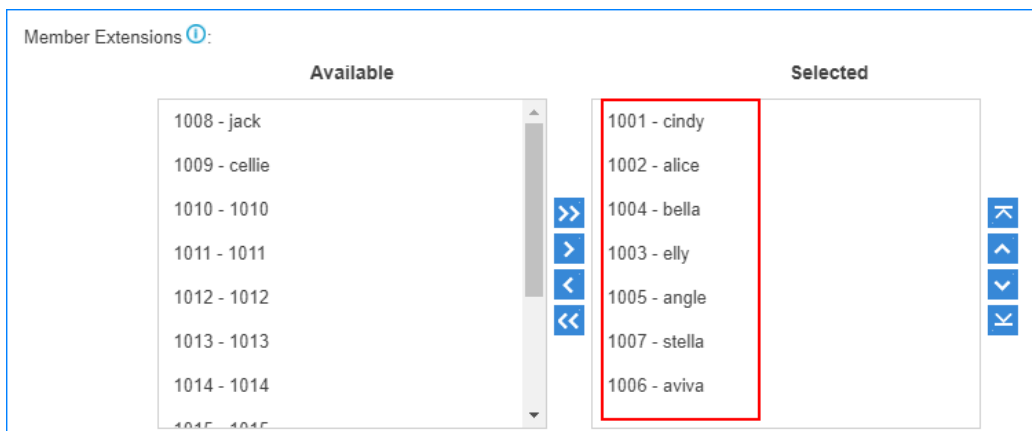 Member Extensions :
Available
Selected
1008 - jack
1009 - cellie
1010 - 1010
1011 - 1011
1012 - 1012
1013 - 1013
1014 - 1014
1001 - cindy
1002 - alice
1004 - bella
1003 - elly
1005 - angle
1007 - stella
1006 - aviva